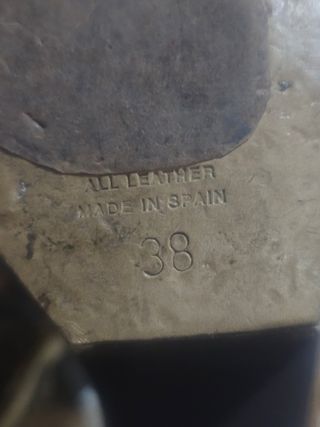 ALL LEATHER
MADE IN SPAIN
38